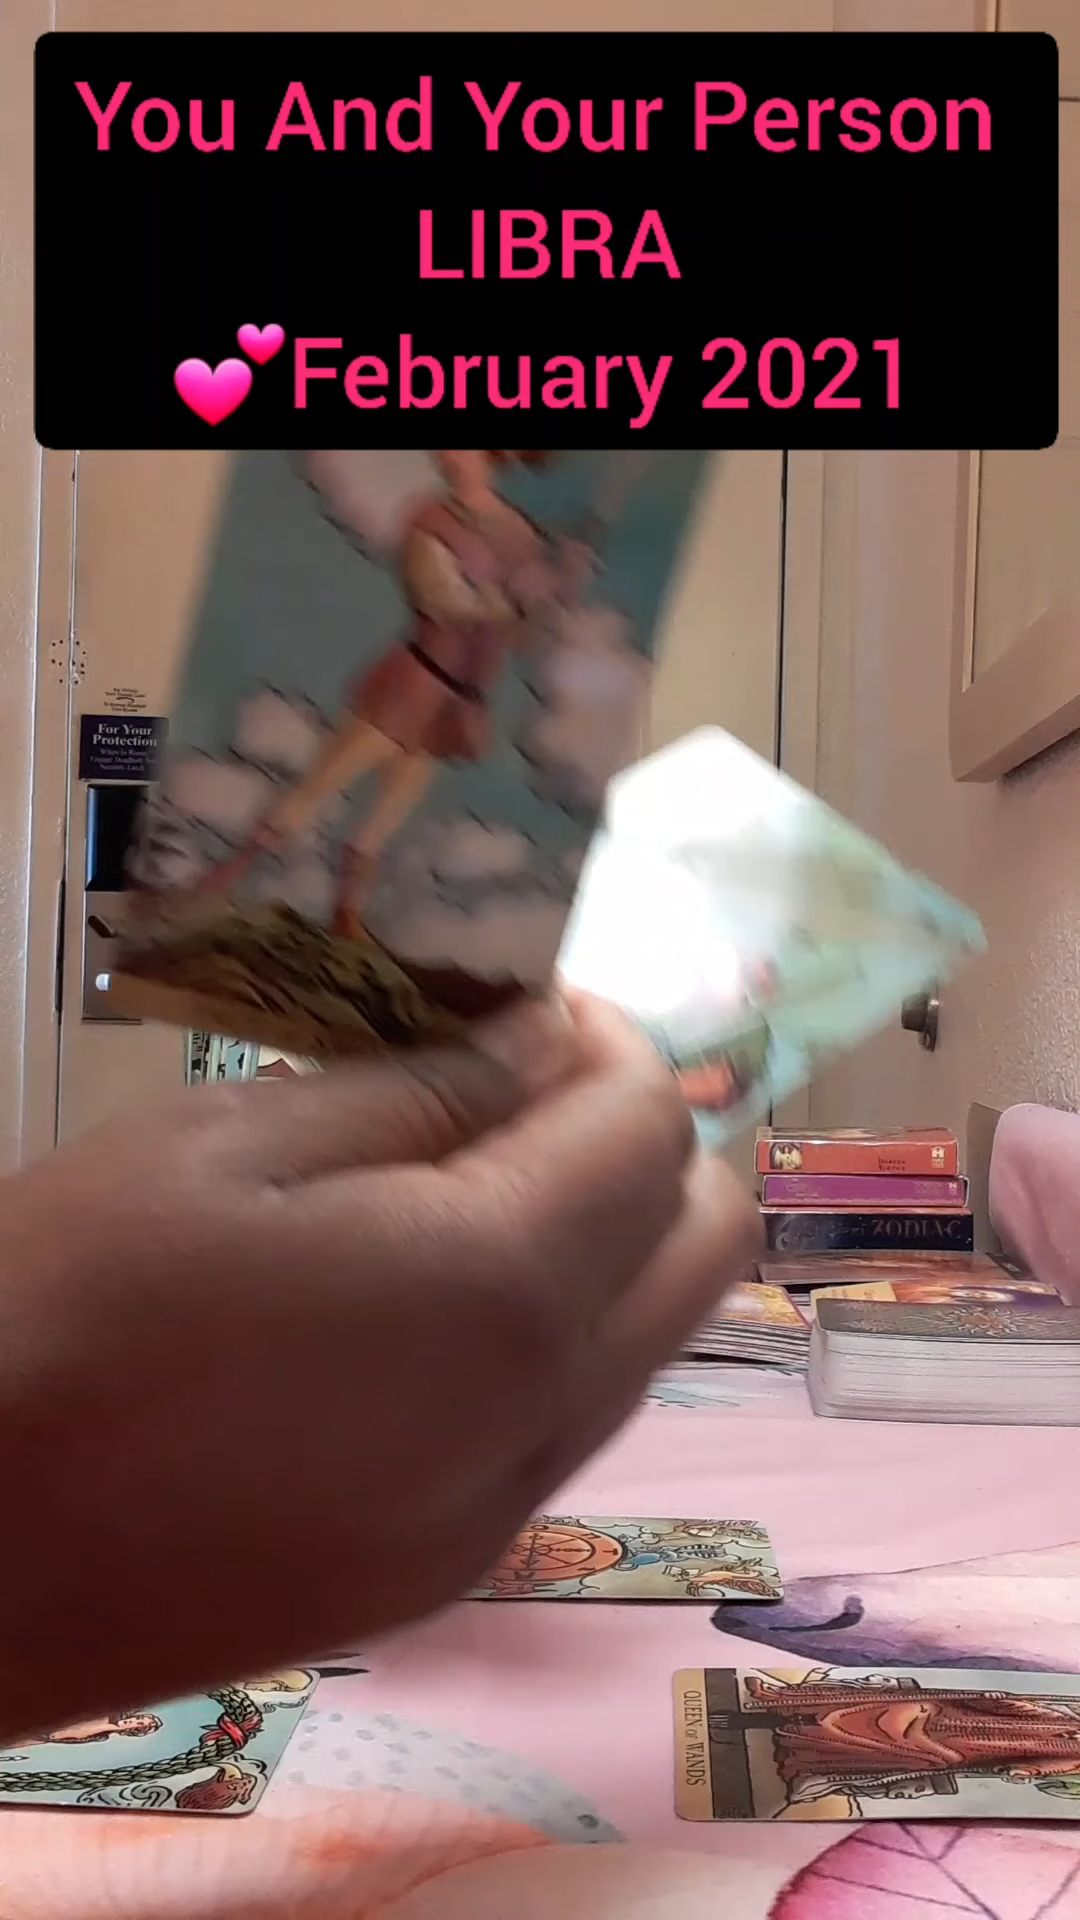 You And Your Person
LIBRA
💕February 2021
For Your
Protection
ZODIAC
QUEEN OF WANDS